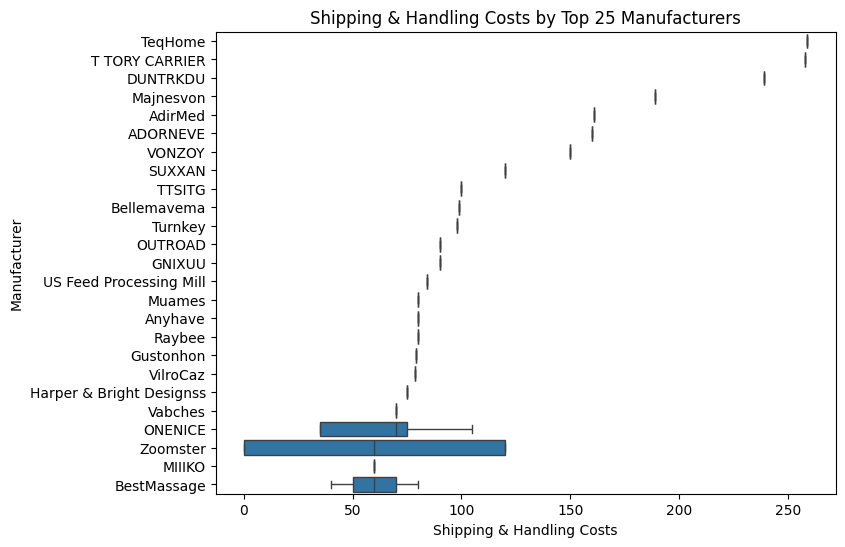 Shipping & Handling Costs by Top 25 Manufacturers
Manufacturer
TeqHome
T TORY CARRIER
DUNTRKDU
Majnesvon
AdirMed
ADORNEVE
VONZOY
SUXXAN
TTSITG
Bellemavema
Turnkey
OUTROAD
GNIXUU
US Feed Processing Mill
Muames
Anyhave
Raybee
Gustonhon
VilroCaz
Harper & Bright Designss
Vabches
ONENICE
Zoomster
MIIIKO
BestMassage
0 50 100 150 200 250
Shipping & Handling Costs